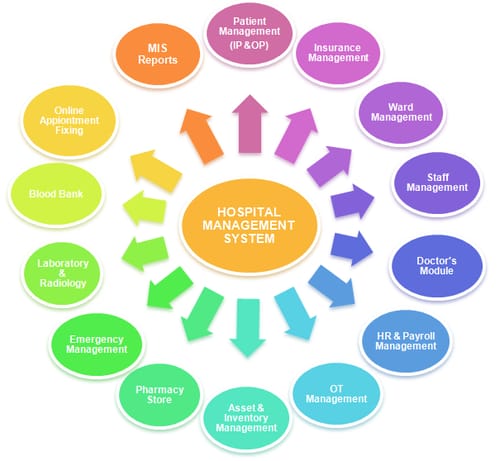 Patient
Management
(IP &OP)
Insurance
Management
Ward
Management
Staff
Management
Doctor's
Module
HR & Payroll
Management
OT
Management
Asset &
Inventory
Management
Pharmacy
Store
Emergency
Management
Laboratory
&
Radiology
Blood Bank
Online
Appiontment
Fixing
MIS
Reports
HOSPITAL
MANAGEMENT
SYSTEM